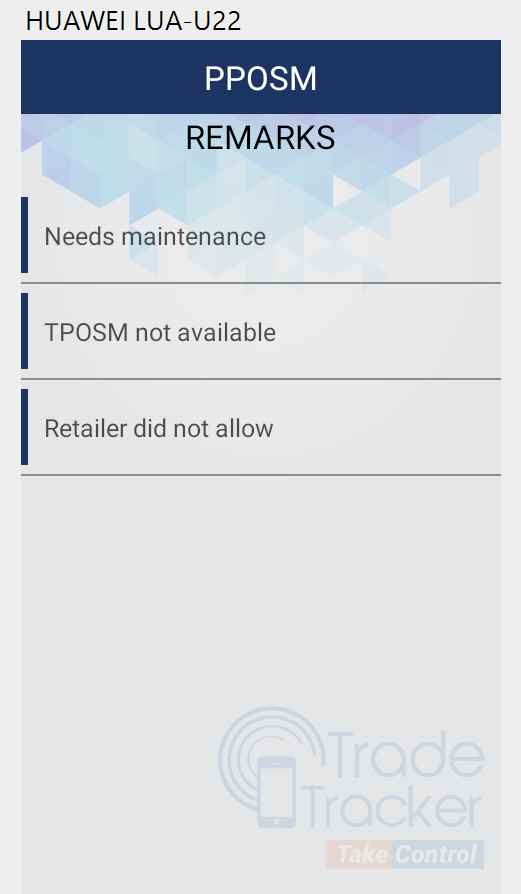 HUAWEI LUA-U22
PPOSM
REMARKS
Needs maintenance
TPOSM not available
Retailer did not allow
Trade
Tracker
Take Control